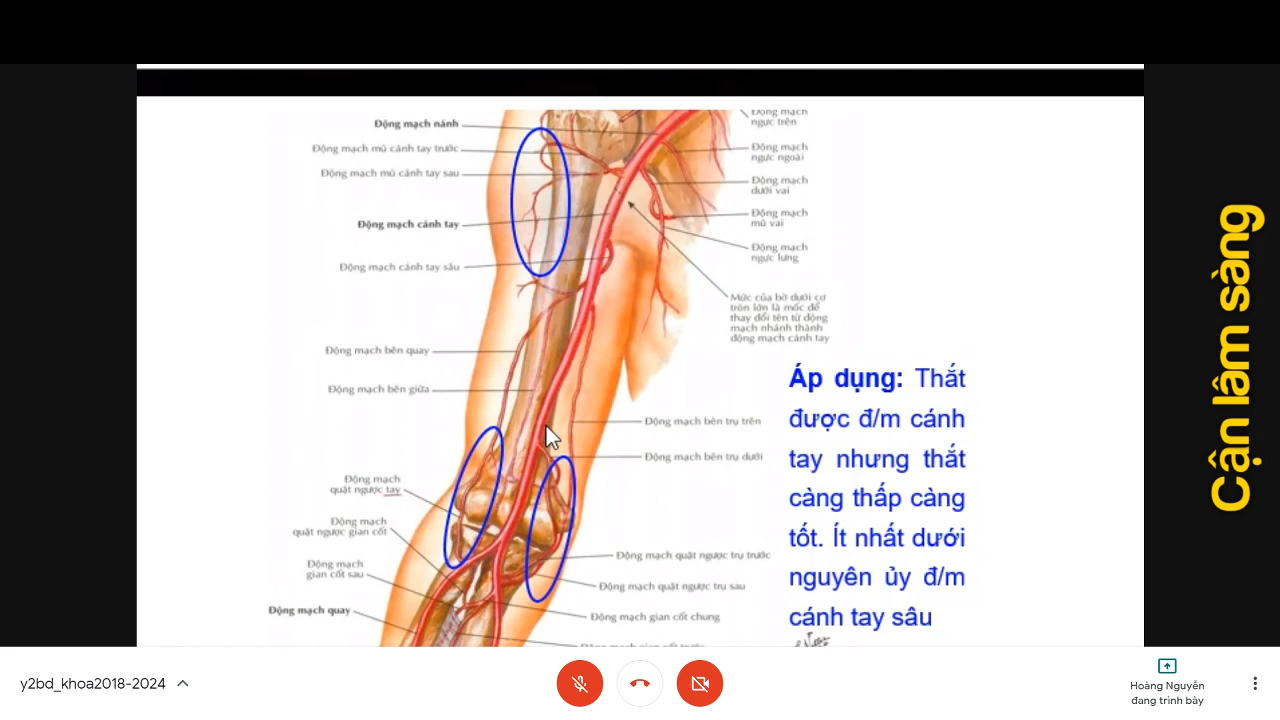 Động mạch nánh
Động mạch mũ cánh tay trước
Động mạch mũ cánh tay sau
Động mạch cánh tay
Động mạch cánh tay sâu
Động mạch bên quay
Động mạch bên giữa
Động mạch
quặt ngược tay
Động mạch
quặt ngược gian cốt
Động mạch
gian cốt sau
Động mạch quay
Động mạch
ngực trên
Động mạch
ngực ngoài
Động mạch
dưới vai
Động mạch
mũ vai
Động mạch
ngực lưng
Mức của bờ dưới cơ
tròn lớn là mốc để
thay đổi tên từ động
mạch nhánh thành
động mạch cánh tay
Động mạch bên trụ trên
Động mạch bên trụ dưới
Động mạch quặt ngược trụ trước
Động mạch quặt ngược trụ sau
Động mạch gian cốt chung
Áp dụng: Thắt
được đ/m cánh
tay nhưng thắt
càng thấp càng
tốt. Ít nhất dưới
nguyên ủy đ/m
cánh tay sâu
Cận lâm sàng
y2bd_khoa2018-2024
Hoàng Nguyễn
đang trình bày